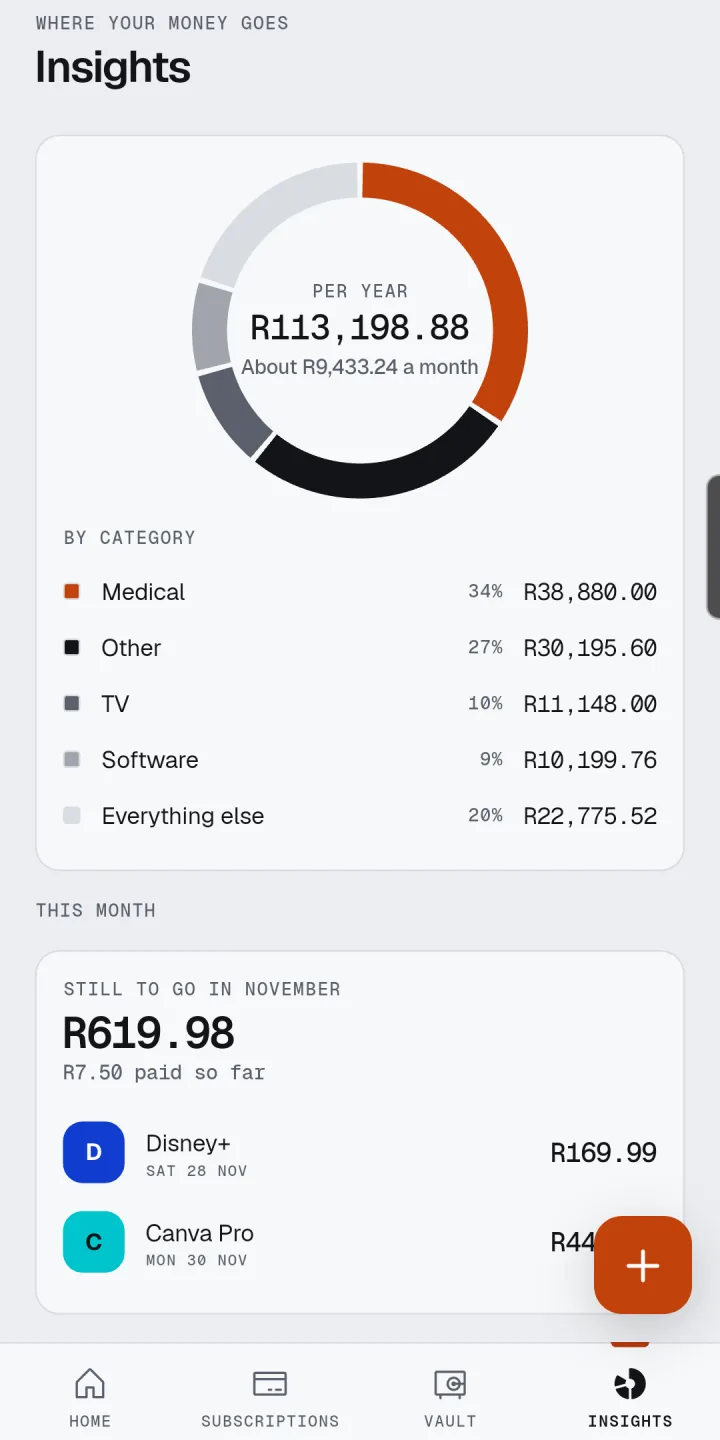 WHERE YOUR MONEY GOES
Insights
PER YEAR
R113,198.88
About R9,433.24 a month
BY CATEGORY
Medical 34% R38,880.00
Other 27% R30,195.60
TV 10% R11,148.00
Software 9% R10,199.76
Everything else 20% R22,775.52
THIS MONTH
STILL TO GO IN NOVEMBER
R619.98
R7.50 paid so far
D Disney+ R169.99
SAT 28 NOV
C Canva Pro R44
MON 30 NOV
HOME SUBSCRIPTIONS VAULT INSIGHTS